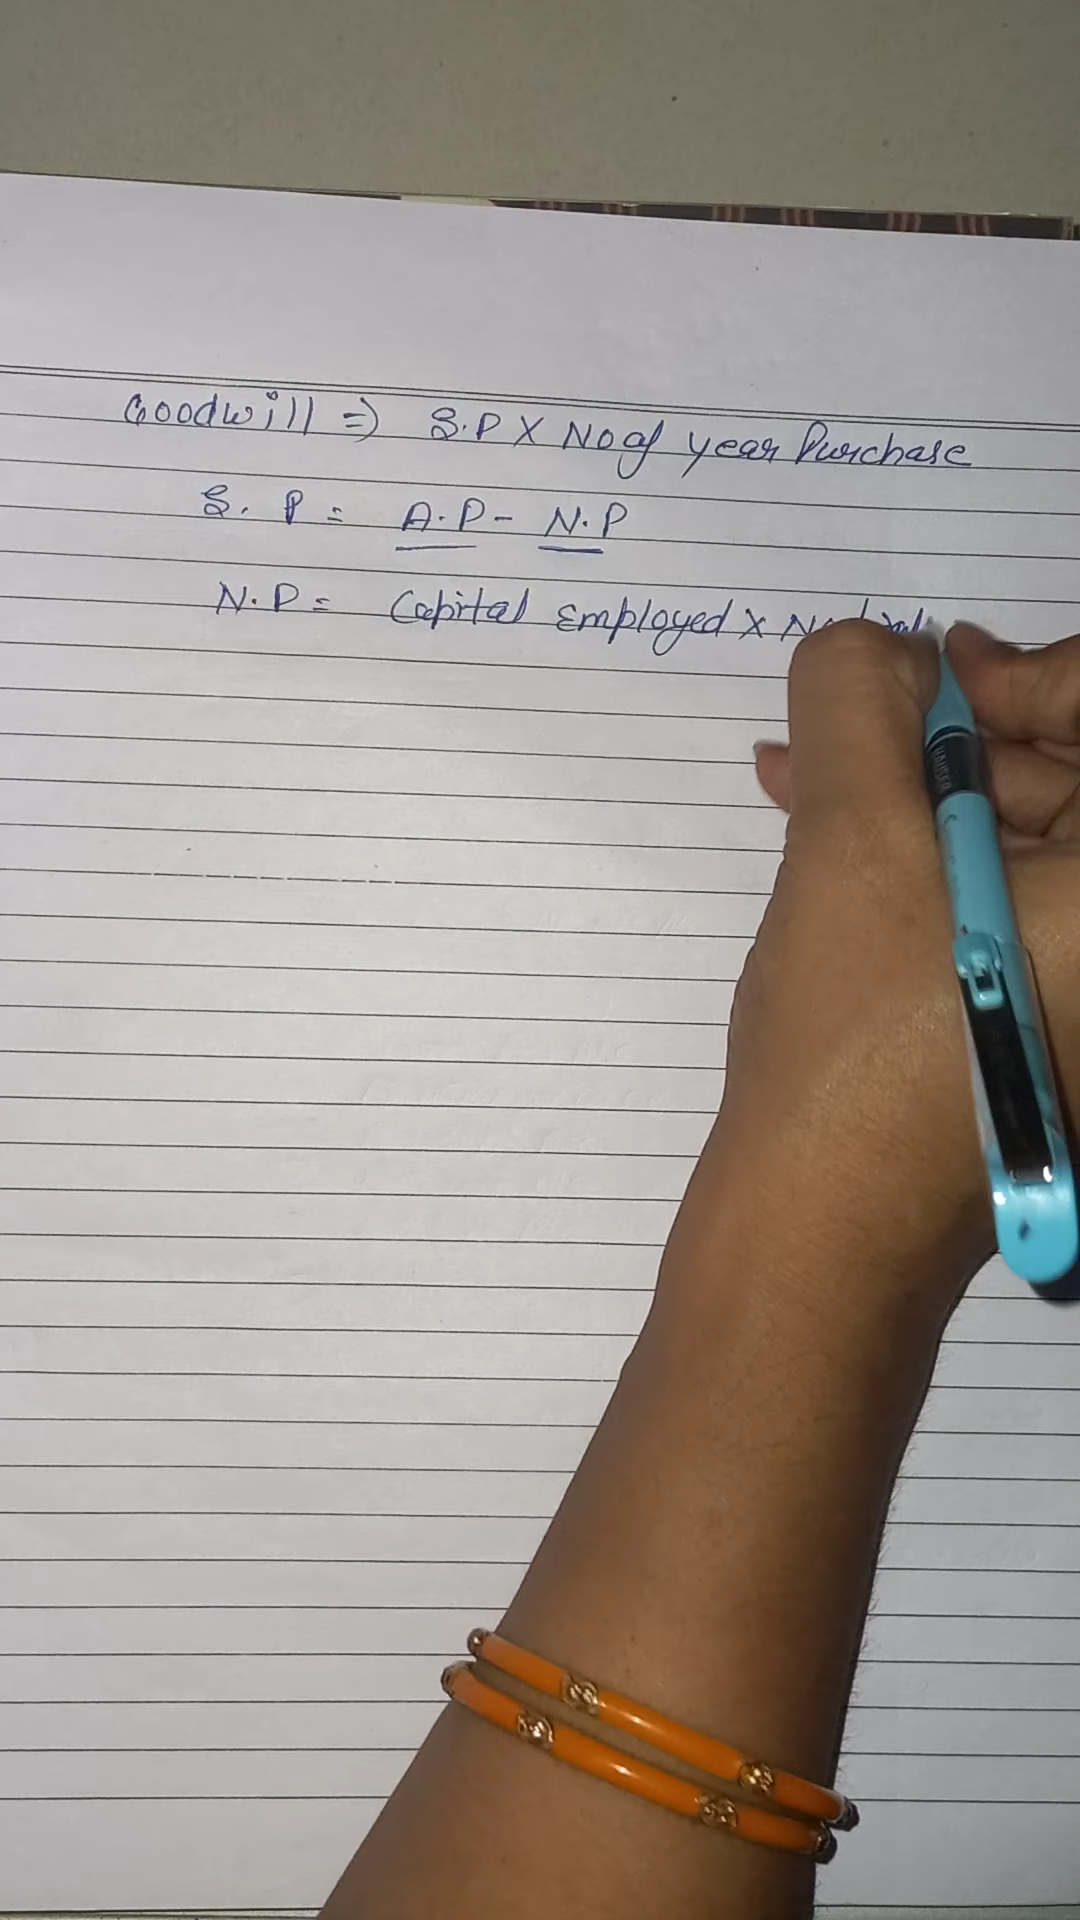 Goodwill => S.P X No of year Purchase
S. P = A.P - N.P
N.P = Capital Employed X